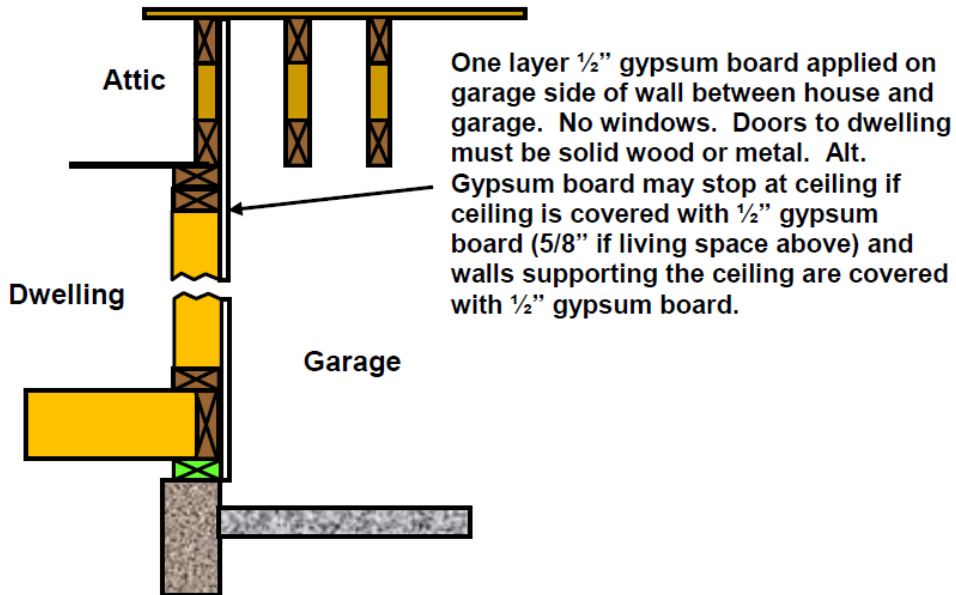 Attic
One layer ½” gypsum board applied on
garage side of wall between house and
garage. No windows. Doors to dwelling
must be solid wood or metal. Alt.
Gypsum board may stop at ceiling if
ceiling is covered with ½” gypsum
board (5/8” if living space above) and
walls supporting the ceiling are covered
with ½” gypsum board.
Dwelling
Garage